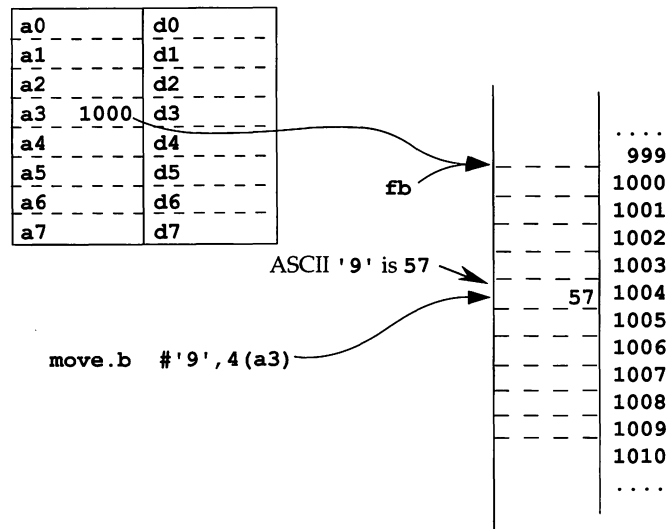 a0 d0
a1 d1
a2 d2
a3 1000 d3
a4 d4
a5 d5
a6 d6
a7 d7
....
999
fb
1000
1001
1002
ASCII '9' is 57
1003
57 1004
1005
move.b #'9',4(a3)
1006
1007
1008
1009
1010
....